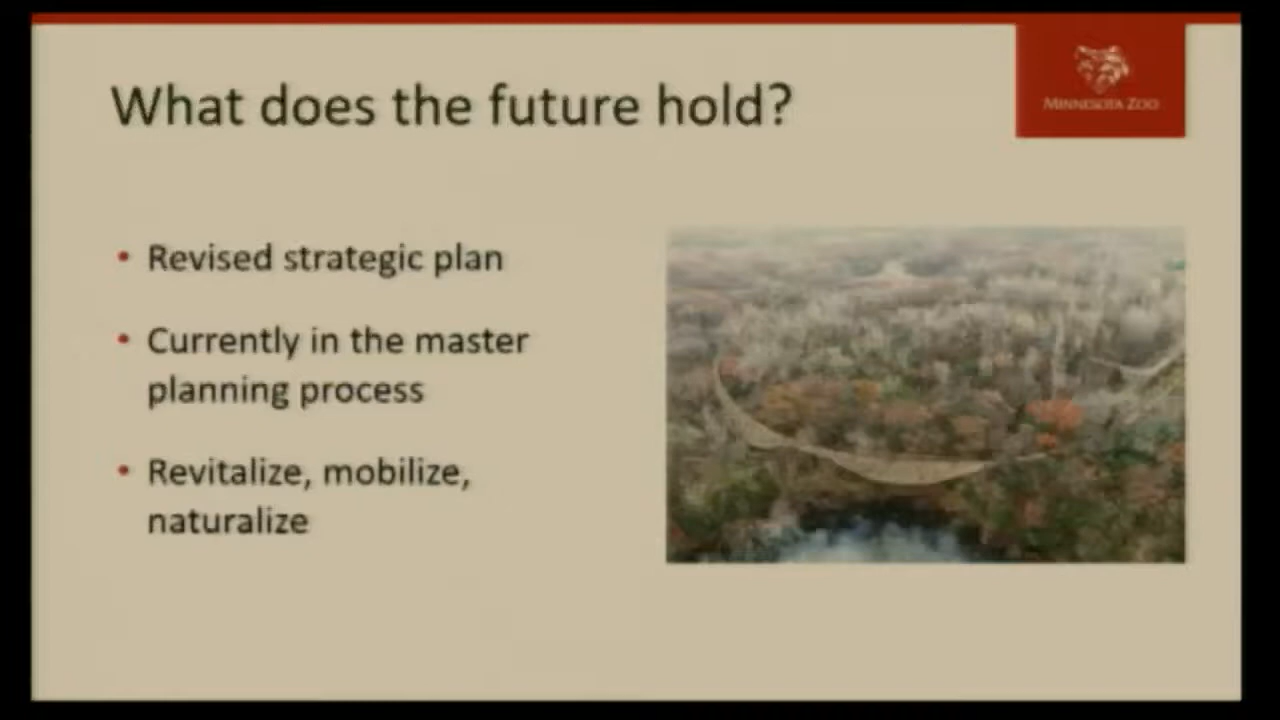 What does the future hold?
MINNESOTA ZOO
• Revised strategic plan
• Currently in the master
planning process
• Revitalize, mobilize,
naturalize